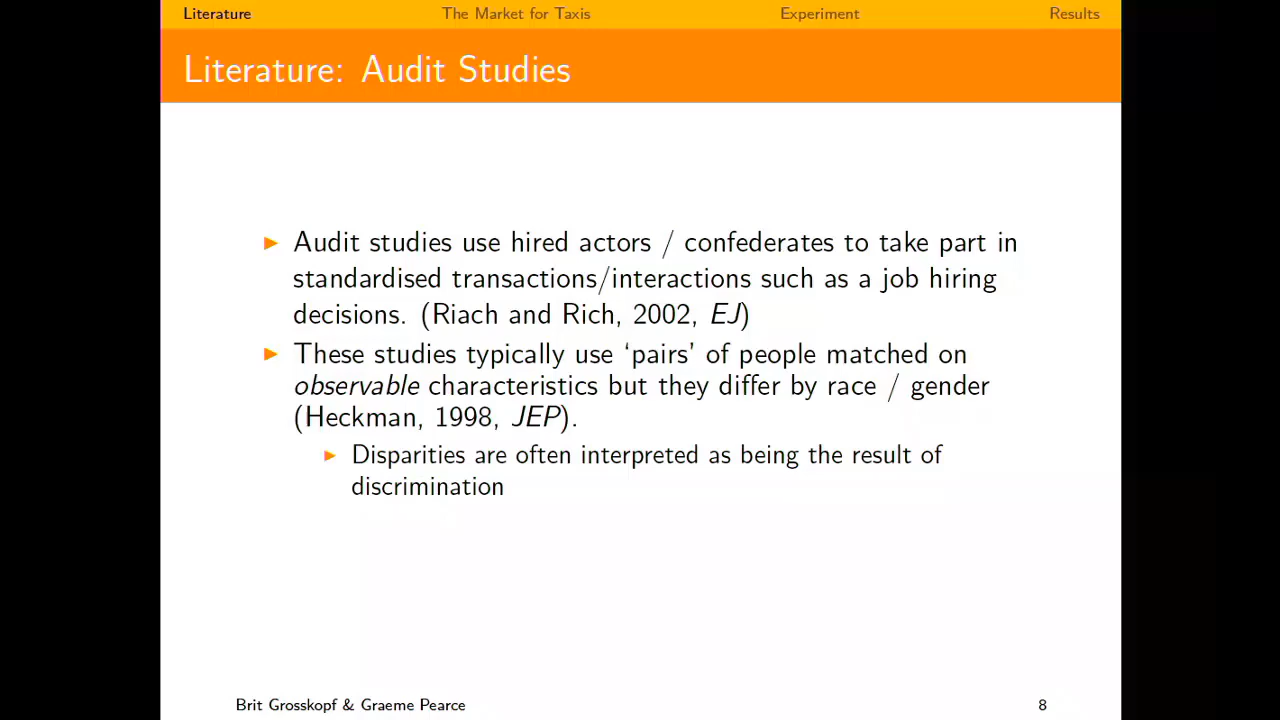 Literature The Market for Taxis Experiment Results
Literature: Audit Studies
Audit studies use hired actors / confederates to take part in
standardised transactions/interactions such as a job hiring
decisions. (Riach and Rich, 2002, EJ)
These studies typically use ‘pairs’ of people matched on
observable characteristics but they differ by race / gender
(Heckman, 1998, JEP).
Disparities are often interpreted as being the result of
discrimination
Brit Grosskopf & Graeme Pearce 8